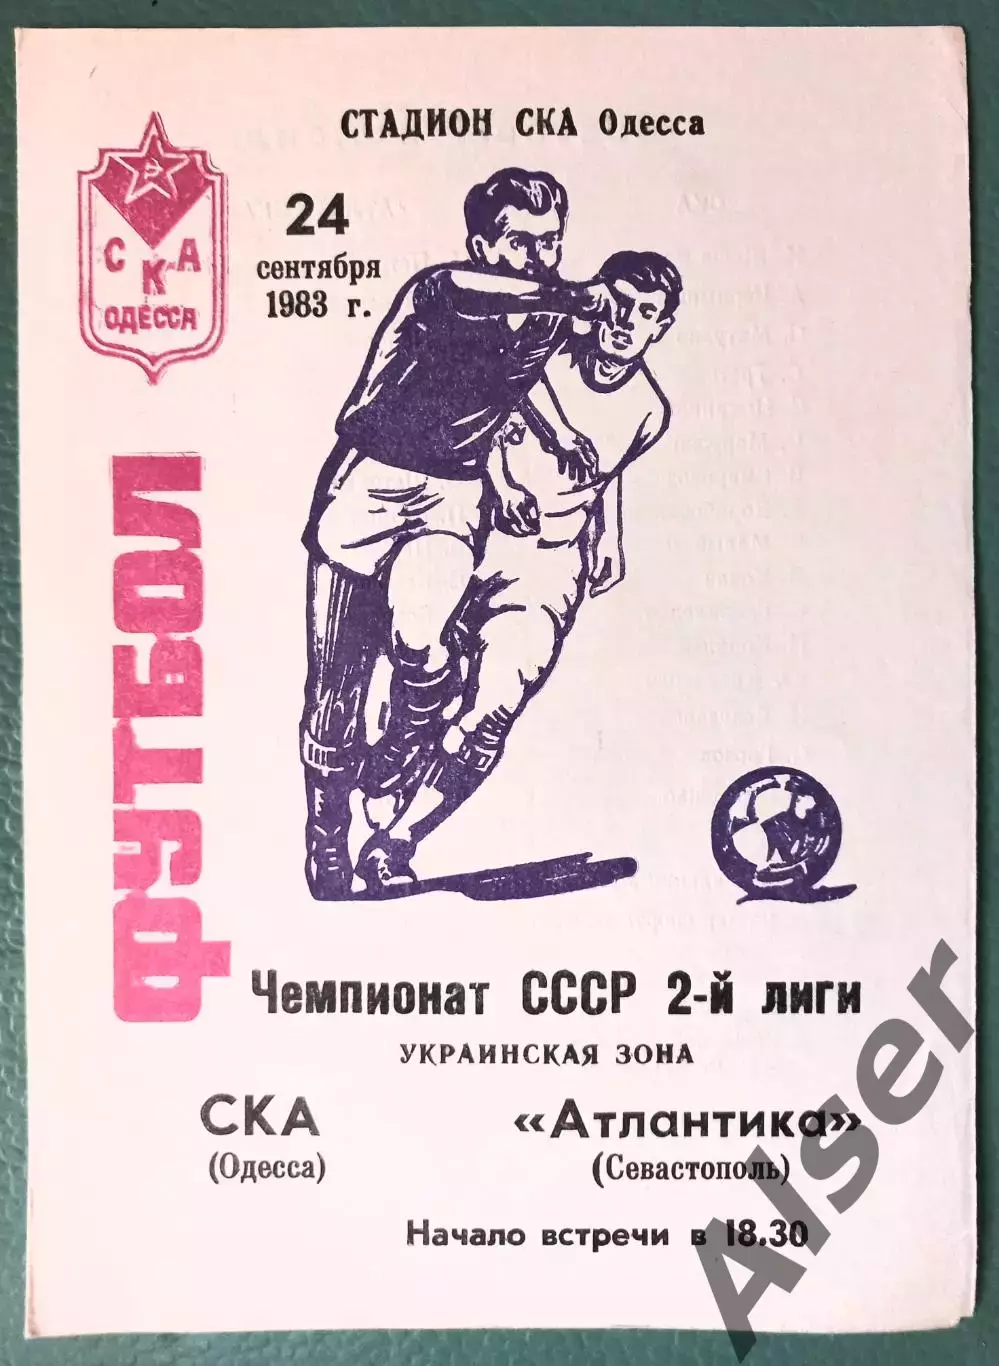 СТАДИОН СКА Одесса
С К А
ОДЕССА
24
сентября
1983 г.
ФУТБОЛ
Чемпионат СССР 2-й лиги
УКРАИНСКАЯ ЗОНА
СКА «Атлантика»
(Одесса) (Севастополь)
Начало встречи в 18.30
Alser